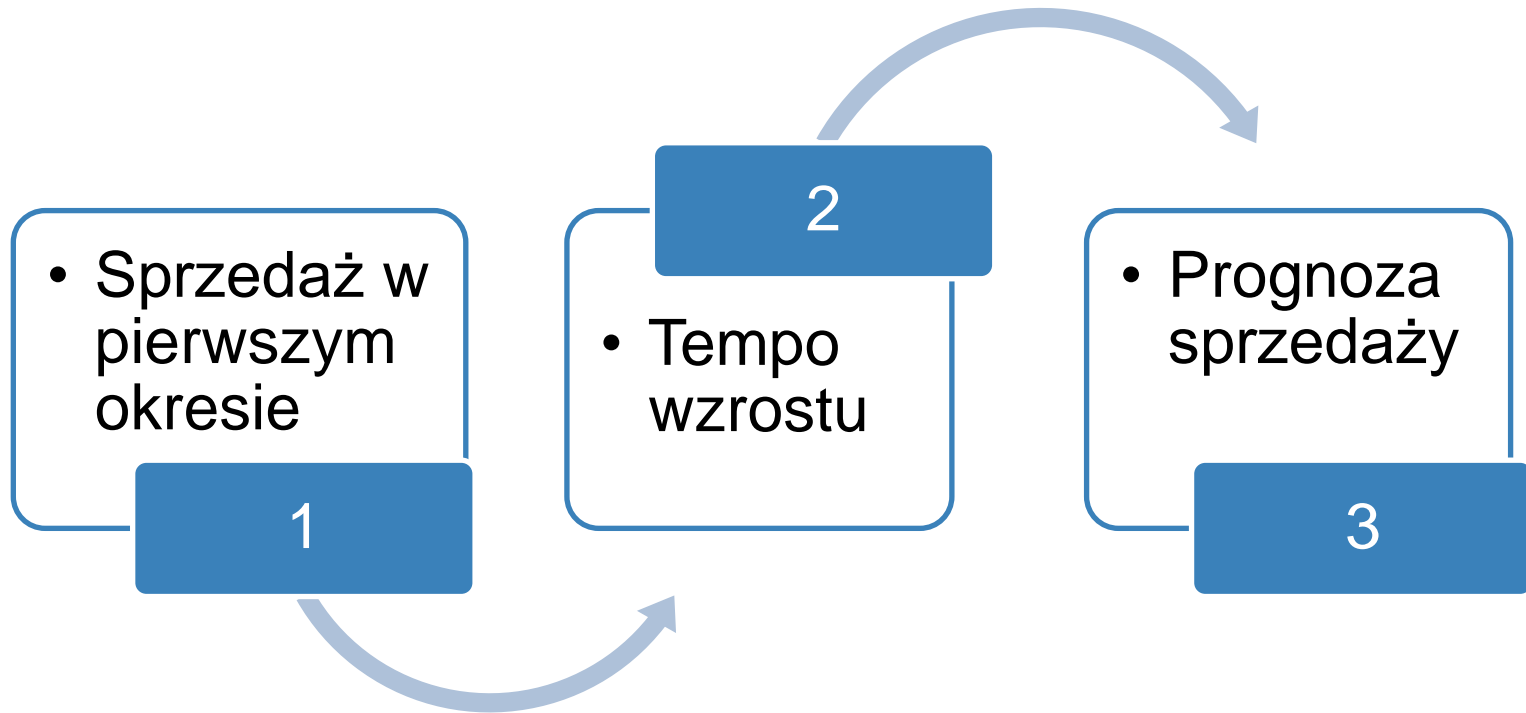 • Sprzedaż w
pierwszym
okresie
1
2
• Tempo
wzrostu
• Prognoza
sprzedaży
3